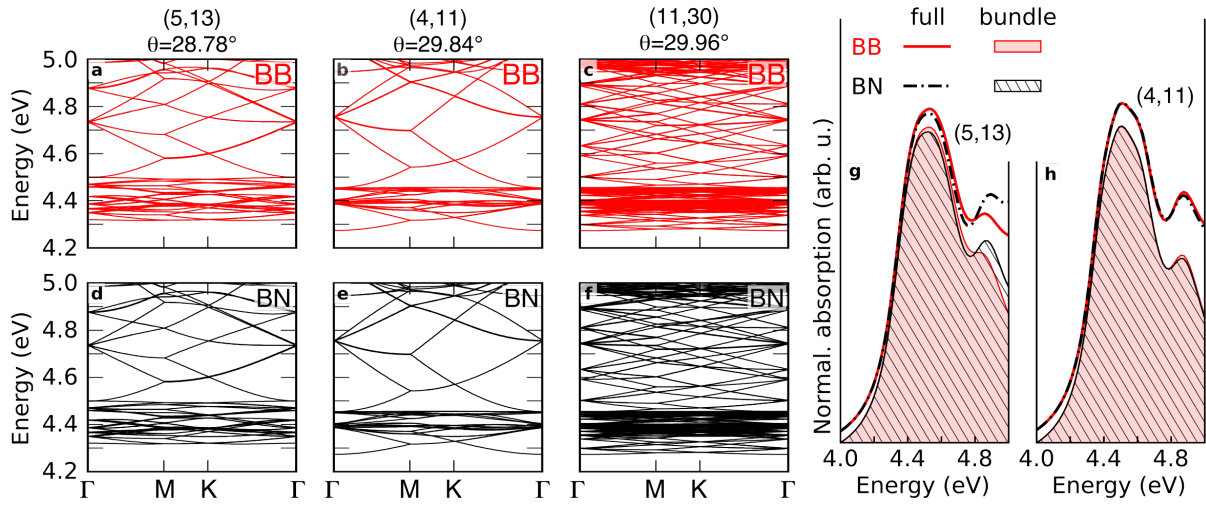 (5,13)
θ=28.78°
(4,11)
θ=29.84°
(11,30)
θ=29.96°
full
bundle
BB
BN
a
BB
b
BB
c
BB
5.0
4.8
4.6
4.4
4.2
Energy (eV)
d
BN
e
BN
f
BN
5.0
4.8
4.6
4.4
4.2
Energy (eV)
Γ
M
K
Γ
Γ
M
K
Γ
Γ
M
K
Γ
Normal. absorption (arb. u.)
g
(5,13)
h
(4,11)
4.0
4.4
4.8
Energy (eV)
4.0
4.4
4.8
Energy (eV)